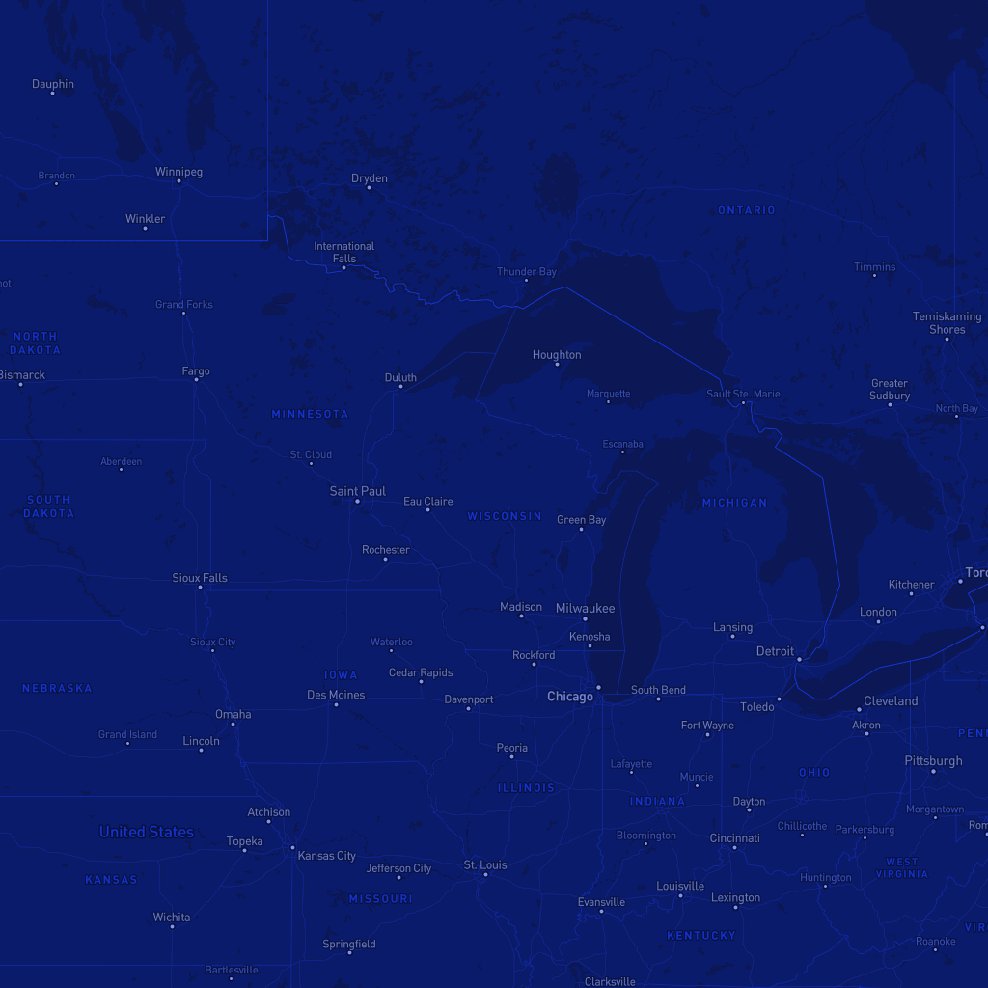 Dauphin
Winnipeg
Brandon
Dryden
ONTARIO
Winkler
International
Falls
Timmins
Thunder Bay
Grand Forks
Temiskaming
Shores
NORTH
DAKOTA
Houghton
Bismarck
Fargo
Duluth
Greater
Sudbury
Marquette
Sault Ste. Marie
North Bay
MINNESOTA
Escanaba
St. Cloud
Aberdeen
Saint Paul
SOUTH
DAKOTA
Eau Claire
MICHIGAN
WISCONSIN
Green Bay
Rochester
Toro
Sioux Falls
Kitchener
Madison
Milwaukee
London
Lansing
Kenosha
Sioux City
Waterloo
Detroit
Rockford
Cedar Rapids
IOWA
NEBRASKA
South Bend
Des Moines
Chicago
Davenport
Cleveland
Toledo
Omaha
Fort Wayne
Akron
Grand Island
PENN
Lincoln
Peoria
Pittsburgh
Lafayette
OHIO
Muncie
ILLINOIS
INDIANA
Dayton
Morgantown
Atchison
Rom
Chillicothe
Parkersburg
United States
Bloomington
Cincinnati
Topeka
Kansas City
WEST
VIRGINIA
St. Louis
Jefferson City
KANSAS
Huntington
Louisville
Lexington
MISSOURI
Evansville
Wichita
VIR
KENTUCKY
Springfield
Roanoke
Bartlesville
Clarksville